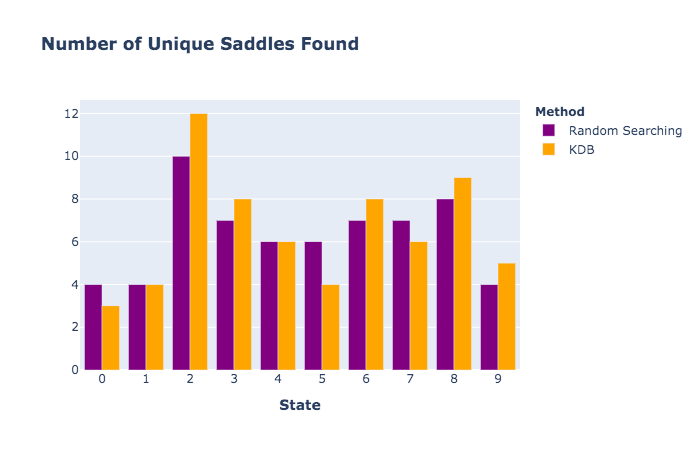 Number of Unique Saddles Found
Method
Random Searching
KDB
12
10
8
6
4
2
0
0 1 2 3 4 5 6 7 8 9
State